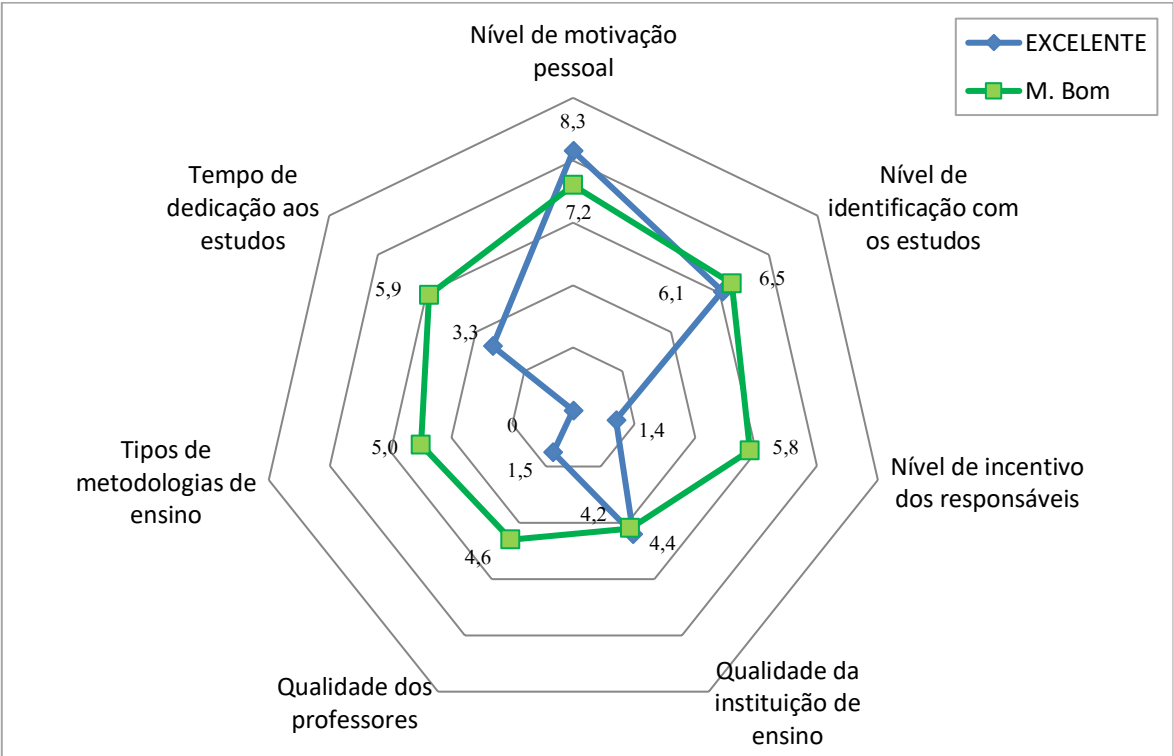 Nível de motivação
pessoal
EXCELENTE
M. Bom
8,3
7,2
Tempo de
dedicação aos
estudos
Nível de
identificação com
os estudos
5,9
6,1
6,5
3,3
0
1,4
5,8
5,0
1,5
Tipos de
metodologias de
ensino
Nível de incentivo
dos responsáveis
4,2
4,4
4,6
Qualidade dos
professores
Qualidade da
instituição de
ensino